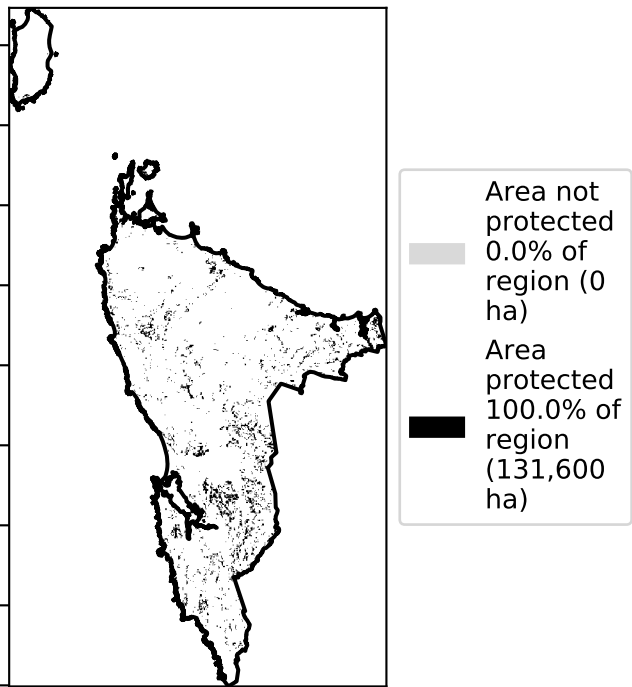 Area not
protected
0.0% of
region (0
ha)
Area
protected
100.0% of
region
(131,600
ha)